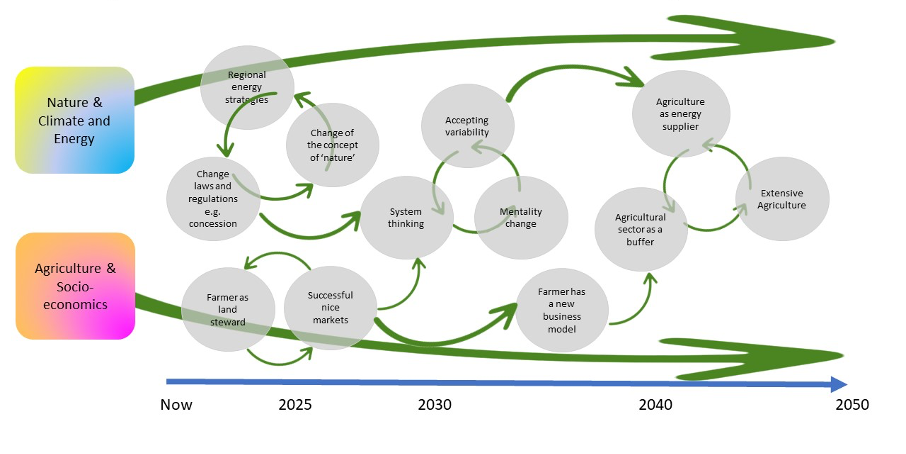 Nature &
Climate and
Energy
Regional
energy
strategies
Change of
the concept
of 'nature'
Change
laws and
regulations
e.g.
concession
Accepting
variability
System
thinking
Mentality
change
Agriculture
as energy
supplier
Agricultural
sector as a
buffer
Extensive
Agriculture
Agriculture &
Socio-
economics
Farmer as
land
steward
Successful
nice
markets
Farmer has
a new
business
model
Now
2025
2030
2040
2050